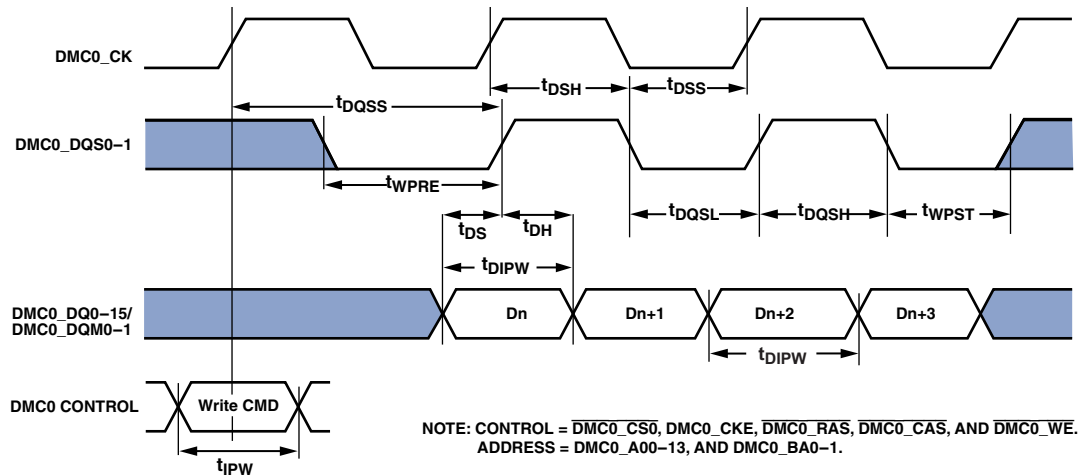 DMC0_CK
tDSH
tDSS
tDQSS
DMC0_DQS0–1
tWPRE
tDQSL
tDQSH
tWPST
tDS
tDH
tDIPW
DMC0_DQ0–15/
DMC0_DQM0–1
Dn
Dn+1
Dn+2
Dn+3
tDIPW
DMC0 CONTROL
Write CMD
tIPW
NOTE: CONTROL = DMC0_CS0, DMC0_CKE, DMC0_RAS, DMC0_CAS, AND DMC0_WE.
ADDRESS = DMC0_A00–13, AND DMC0_BA0–1.